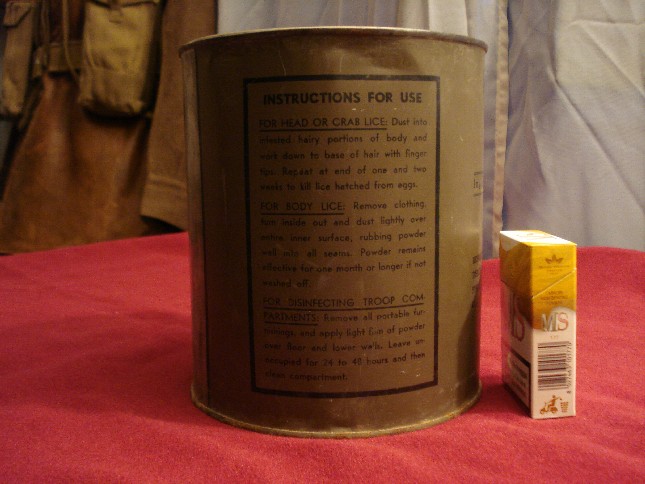 INSTRUCTIONS FOR USE
FOR HEAD OR CRAB LICE: Dust into
infested hairy portions of body and
work down to base of hair with finger
tips. Repeat at end of one and two
weeks to kill lice hatched from eggs.
FOR BODY LICE: Remove clothing,
turn inside out and dust lightly over
entire inner surface, rubbing powder
well into all seams. Powder remains
effective for one month or longer if not
washed off.
FOR DISINFECTING TROOP COM-
PARTMENTS: Remove all portable fur-
nishings, and apply light film of powder
over floor and lower walls. Leave un-
occupied for 24 to 48 hours and then
clean compartment.
MS